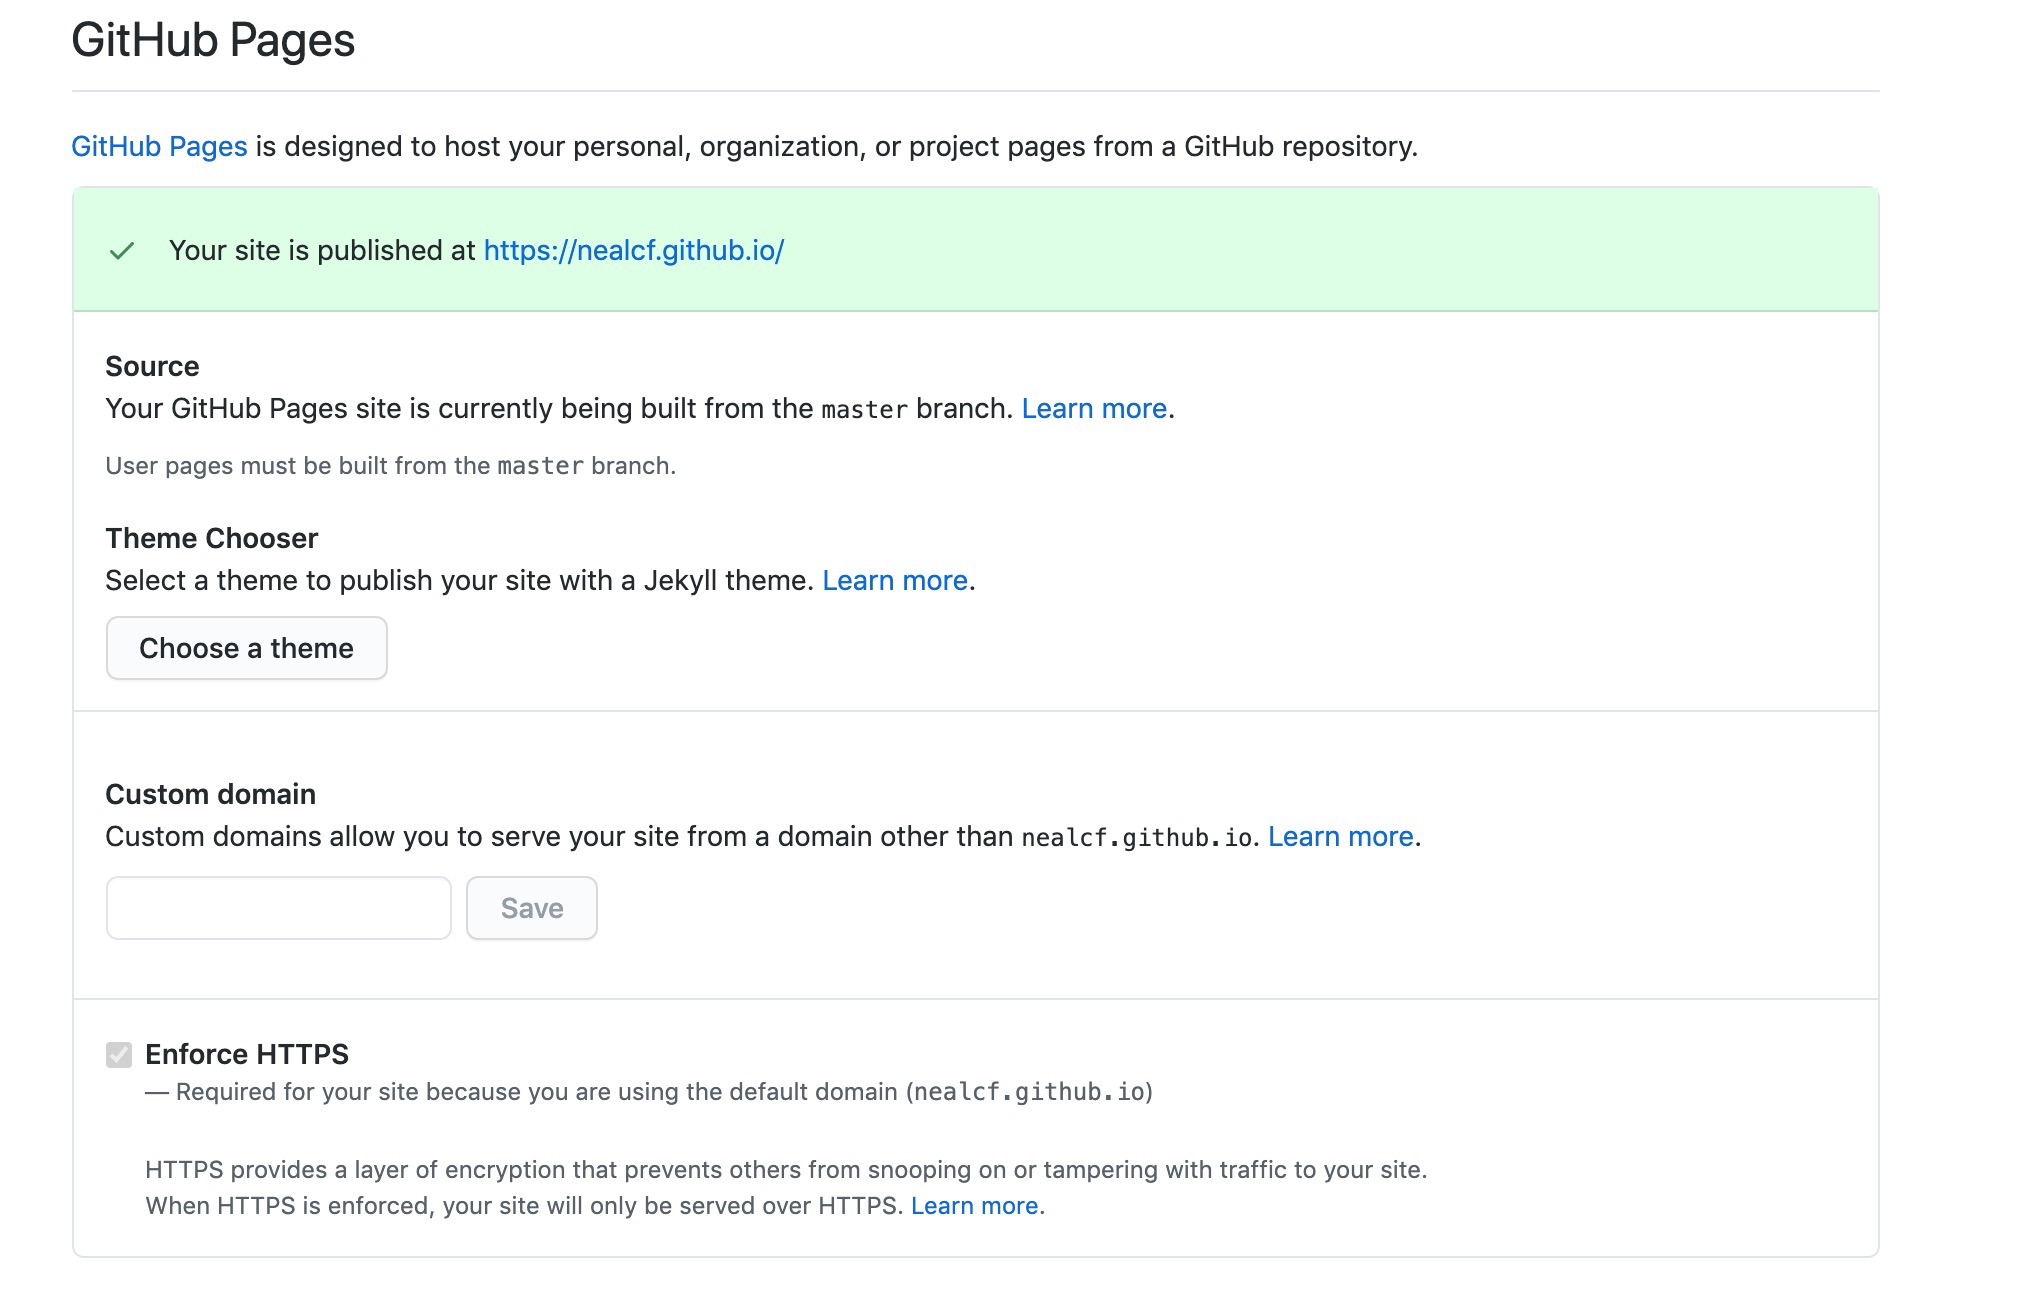 GitHub Pages
GitHub Pages is designed to host your personal, organization, or project pages from a GitHub repository.
Your site is published at https://nealcf.github.io/
Source
Your GitHub Pages site is currently being built from the master branch. Learn more.
User pages must be built from the master branch.
Theme Chooser
Select a theme to publish your site with a Jekyll theme. Learn more.
Choose a theme
Custom domain
Custom domains allow you to serve your site from a domain other than nealcf.github.io. Learn more.
Save
Enforce HTTPS
— Required for your site because you are using the default domain (nealcf.github.io)
HTTPS provides a layer of encryption that prevents others from snooping on or tampering with traffic to your site.
When HTTPS is enforced, your site will only be served over HTTPS. Learn more.